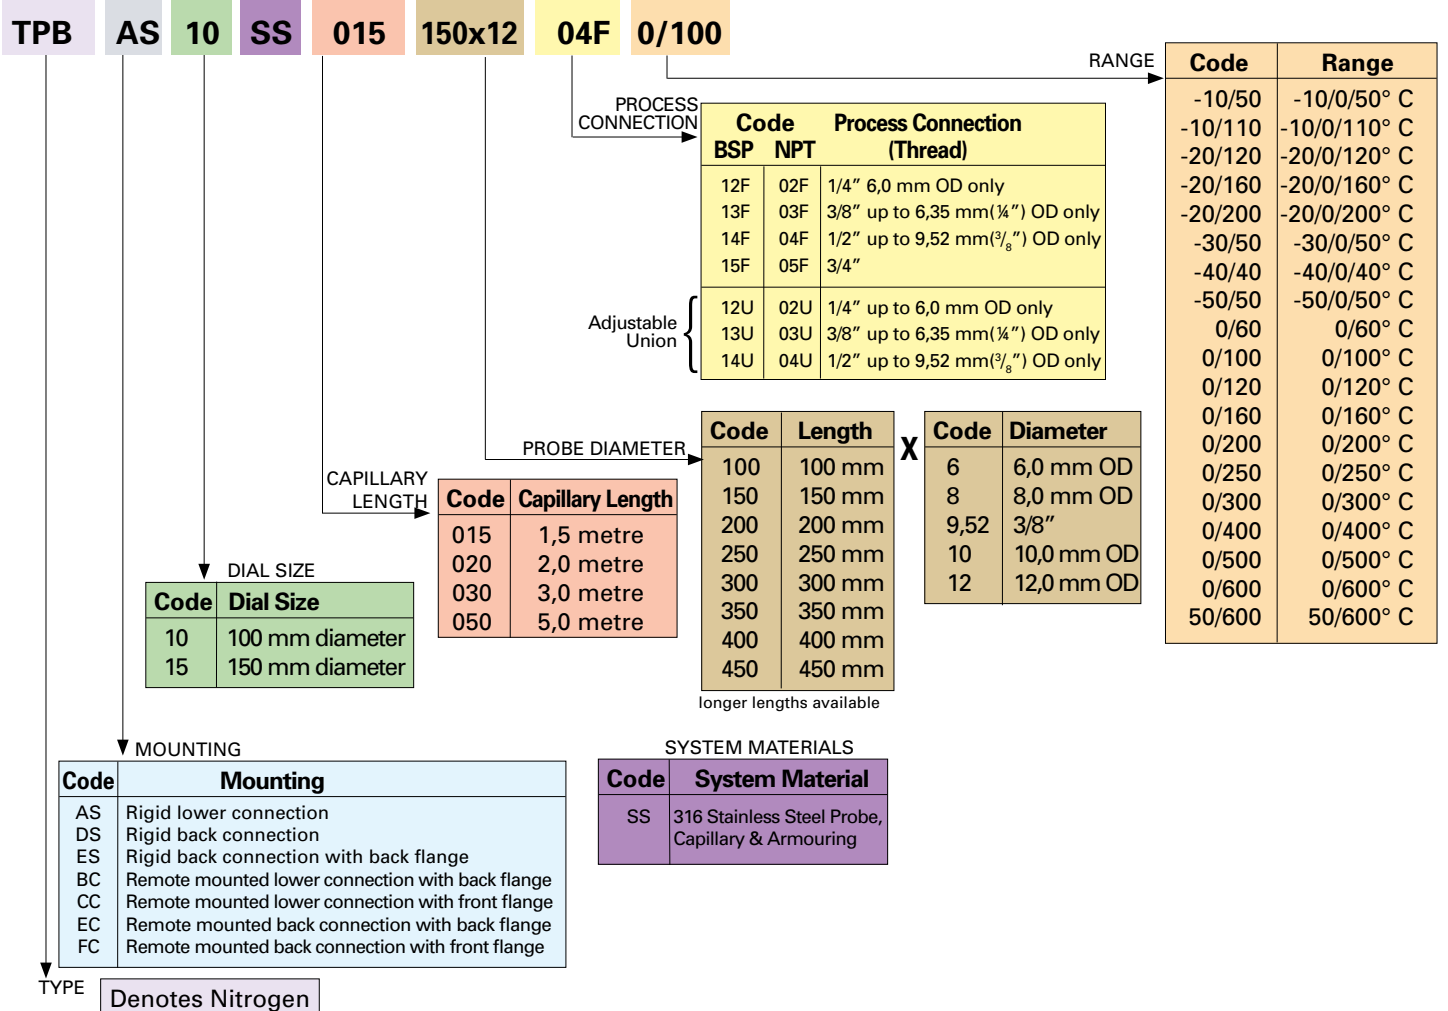 TPB AS 10 SS 015 150x12 04F 0/100
RANGE
Code Range
-10/50 -10/0/50° C
-10/110 -10/0/110° C
-20/120 -20/0/120° C
-20/160 -20/0/160° C
-20/200 -20/0/200° C
-30/50 -30/0/50° C
-40/40 -40/0/40° C
-50/50 -50/0/50° C
0/60 0/60° C
0/100 0/100° C
0/120 0/120° C
0/160 0/160° C
0/200 0/200° C
0/250 0/250° C
0/300 0/300° C
0/400 0/400° C
0/500 0/500° C
0/600 0/600° C
50/600 50/600° C
PROCESS
CONNECTION
Code Process Connection
BSP NPT (Thread)
12F 02F 1/4” 6,0 mm OD only
13F 03F 3/8” up to 6,35 mm(¼”) OD only
14F 04F 1/2” up to 9,52 mm(3/8”) OD only
15F 05F 3/4”
Adjustable
Union
12U 02U 1/4” up to 6,0 mm OD only
13U 03U 3/8” up to 6,35 mm(¼”) OD only
14U 04U 1/2” up to 9,52 mm(3/8”) OD only
PROBE DIAMETER
Code Length
100 100 mm
150 150 mm
200 200 mm
250 250 mm
300 300 mm
350 350 mm
400 400 mm
450 450 mm
longer lengths available
X
Code Diameter
6 6,0 mm OD
8 8,0 mm OD
9,52 3/8”
10 10,0 mm OD
12 12,0 mm OD
CAPILLARY
LENGTH
Code Capillary Length
015 1,5 metre
020 2,0 metre
030 3,0 metre
050 5,0 metre
DIAL SIZE
Code Dial Size
10 100 mm diameter
15 150 mm diameter
MOUNTING
Code Mounting
AS Rigid lower connection
DS Rigid back connection
ES Rigid back connection with back flange
BC Remote mounted lower connection with back flange
CC Remote mounted lower connection with front flange
EC Remote mounted back connection with back flange
FC Remote mounted back connection with front flange
SYSTEM MATERIALS
Code System Material
SS 316 Stainless Steel Probe,
Capillary & Armouring
TYPE
Denotes Nitrogen